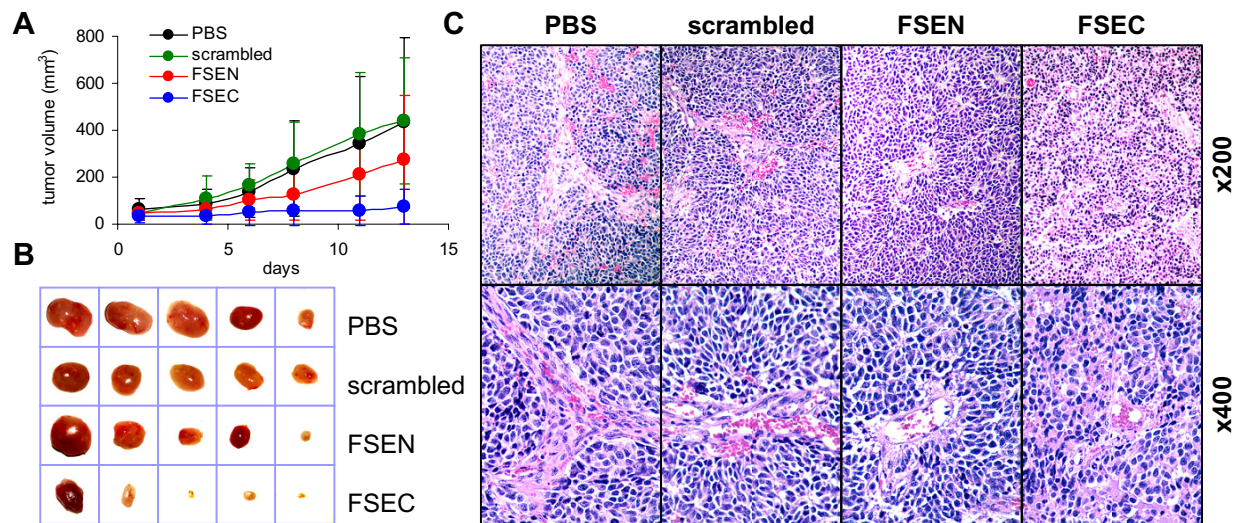 A
PBS
scrambled
FSEN
FSEC
tumor volume (mm³)
800
600
400
200
0
0
5
10
15
days
B
PBS
scrambled
FSEN
FSEC
C
PBS
scrambled
FSEN
FSEC
x200
x400